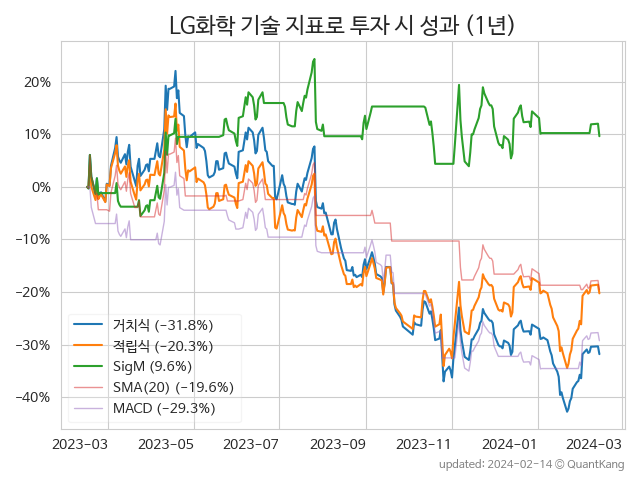 LG화학 기술 지표로 투자 시 성과 (1년)
20%
10%
0%
−10%
−20%
−30%
−40%
거치식 (−31.8%)
적립식 (−20.3%)
SigM (9.6%)
SMA(20) (−19.6%)
MACD (−29.3%)
2023-03 2023-05 2023-07 2023-09 2023-11 2024-01 2024-03
updated: 2024-02-14 © QuantKang